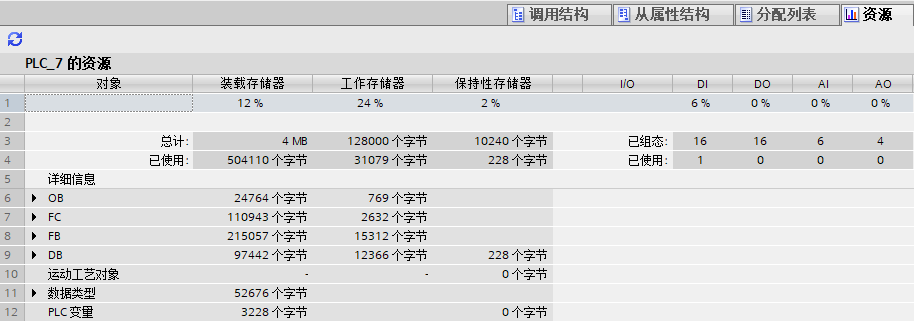 调用结构 从属性结构 分配列表 资源
PLC_7 的资源
对象 装载存储器 工作存储器 保持性存储器 I/O DI DO AI AO
1 12 % 24 % 2 % 6 % 0 % 0 % 0 %
2
3 总计: 4 MB 128000 个字节 10240 个字节 已组态: 16 16 6 4
4 已使用: 504110 个字节 31079 个字节 228 个字节 已使用: 1 0 0 0
5 详细信息
6 OB 24764 个字节 769 个字节
7 FC 110943 个字节 2632 个字节
8 FB 215057 个字节 15312 个字节
9 DB 97442 个字节 12366 个字节 228 个字节
10 运动工艺对象 - - 0 个字节
11 数据类型 52676 个字节
12 PLC 变量 3228 个字节 0 个字节